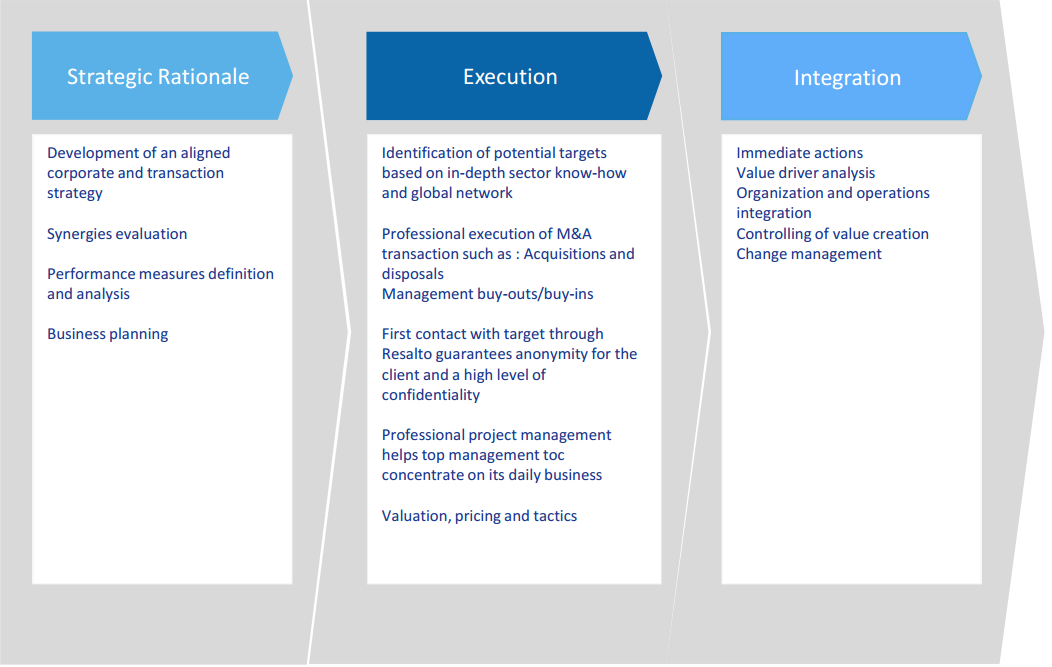 Strategic Rationale
Development of an aligned
corporate and transaction
strategy
Synergies evaluation
Performance measures definition
and analysis
Business planning
Execution
Identification of potential targets
based on in-depth sector know-how
and global network
Professional execution of M&A
transaction such as : Acquisitions and
disposals
Management buy-outs/buy-ins
First contact with target through
Resalto guarantees anonymity for the
client and a high level of
confidentiality
Professional project management
helps top management toc
concentrate on its daily business
Valuation, pricing and tactics
Integration
Immediate actions
Value driver analysis
Organization and operations
integration
Controlling of value creation
Change management